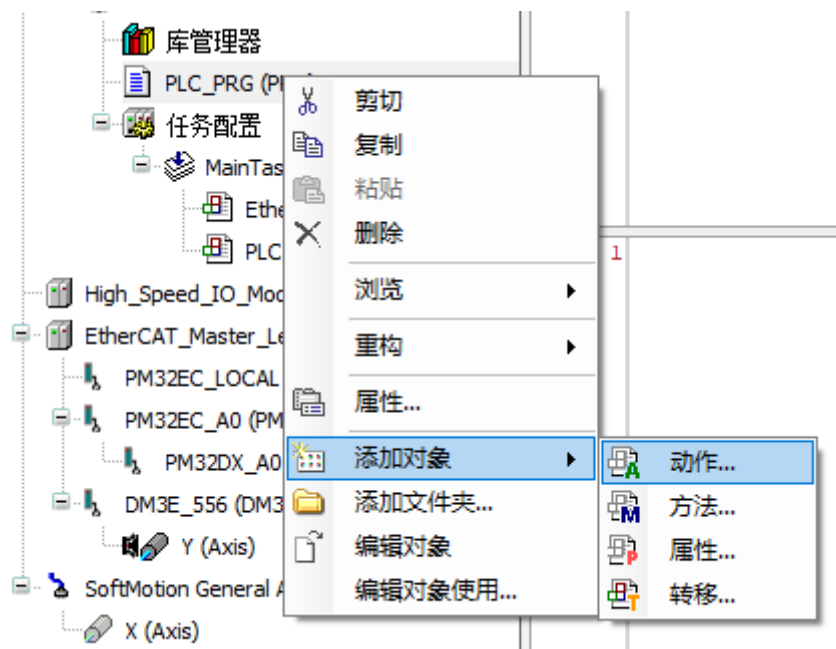 库管理器
PLC_PRG (P
剪切
任务配置
复制
MainTas
粘贴
Ethe
删除
PLC
1
High_Speed_IO_Mod
浏览
EtherCAT_Master_Le
重构
PM32EC_LOCAL
属性...
PM32EC_A0 (PM
PM32DX_A0
添加对象
动作...
DM3E_556 (DM3
添加文件夹...
方法...
Y (Axis)
编辑对象
属性...
SoftMotion General A
编辑对象使用...
转移...
X (Axis)